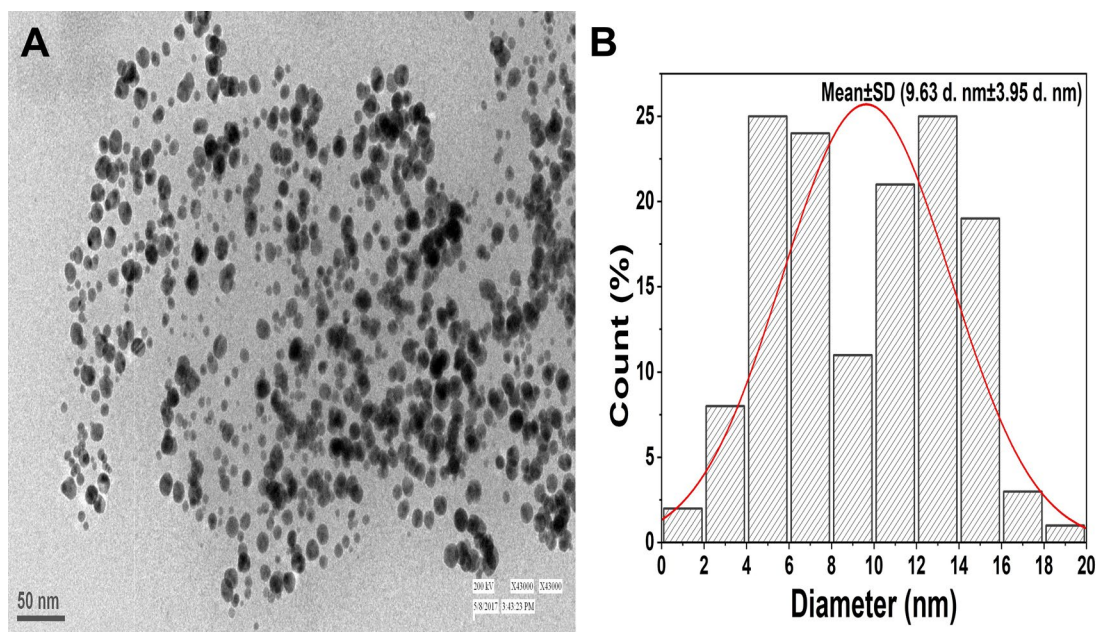 A
50 nm
200 kV X43000 X43000
5/8/2017 3:43:23 PM
B
Mean±SD (9.63 d. nm±3.95 d. nm)
25
20
15
10
5
0
Count (%)
0 2 4 6 8 10 12 14 16 18 20
Diameter (nm)